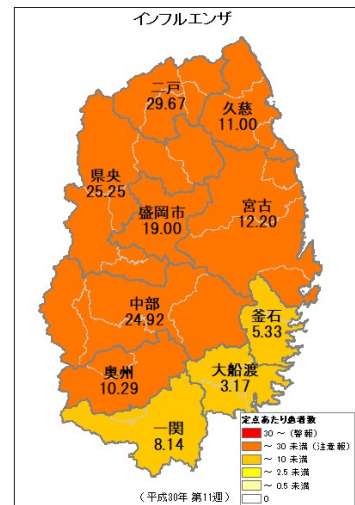 インフルエンザ
二戸
29.67
久慈
11.00
県央
25.25
盛岡市
19.00
宮古
12.20
中部
24.92
釜石
5.33
奥州
10.29
大船渡
3.17
一関
8.14
定点あたり患者数
30 ~ (警報)
~ 30 未満 (注意報)
~ 10 未満
~ 2.5 未満
~ 0.5 未満
0
(平成30年 第11週)